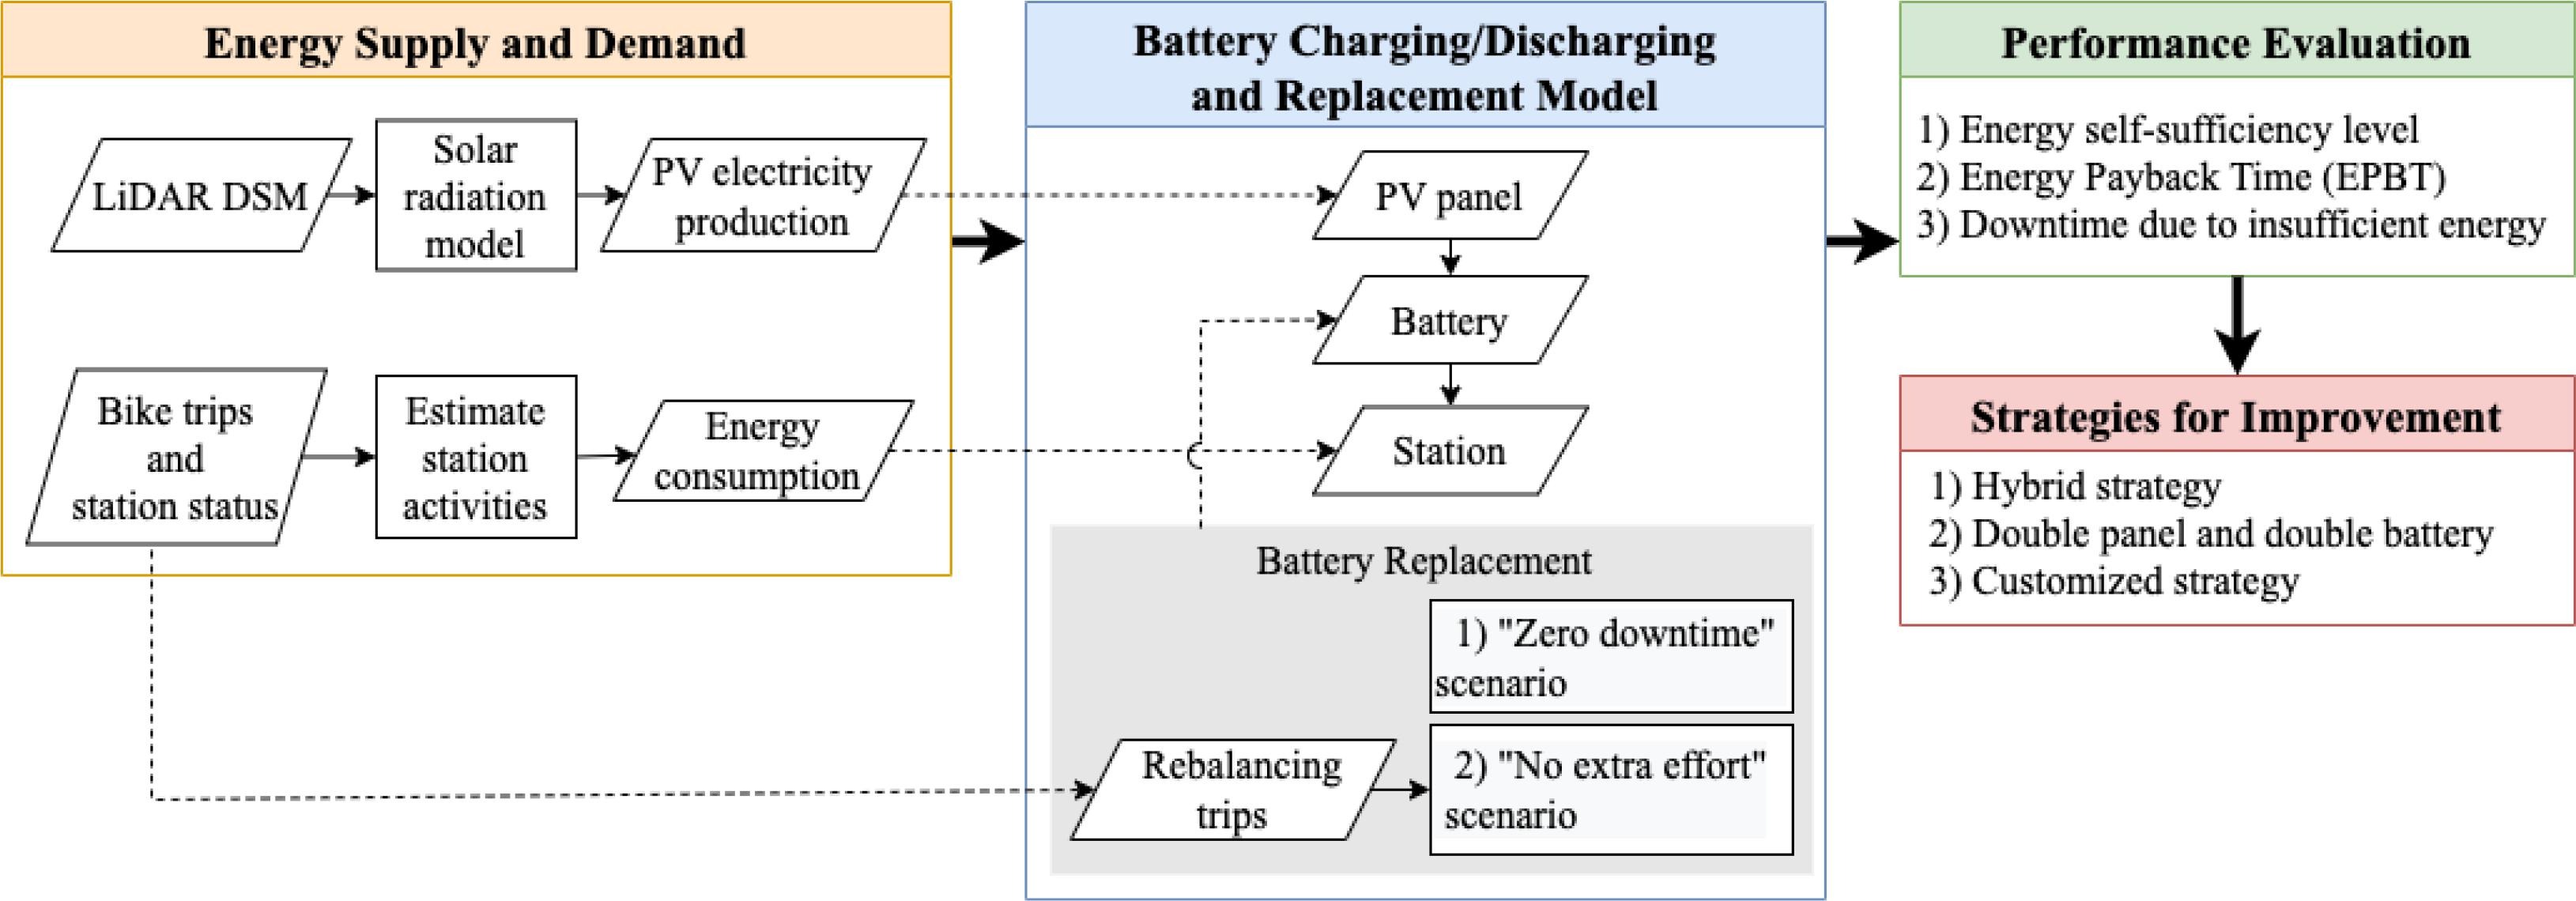 Energy Supply and Demand
LiDAR DSM
Solar
radiation
model
PV electricity
production
Bike trips
and
station status
Estimate
station
activities
Energy
consumption
Battery Charging/Discharging
and Replacement Model
PV panel
Battery
Station
Battery Replacement
1) "Zero downtime"
scenario
Rebalancing
trips
2) "No extra effort"
scenario
Performance Evaluation
1) Energy self-sufficiency level
2) Energy Payback Time (EPBT)
3) Downtime due to insufficient energy
Strategies for Improvement
1) Hybrid strategy
2) Double panel and double battery
3) Customized strategy